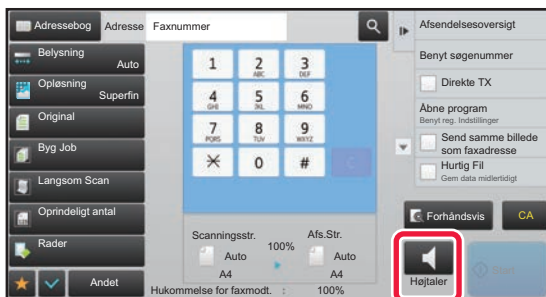 Adressebog
Adresse
Faxnummer
Belysning
Auto
Opløsning
Superfin
Original
Byg Job
Langsom Scan
Oprindeligt antal
Rader
Andet
1
2
ABC
3
DEF
4
GHI
5
JKL
6
MNO
7
PQRS
8
TUV
9
WXYZ
0
#
C
Scanningsstr.
100%
Afs.Str.
Auto
Auto
A4
A4
Hukommelse for faxmodt. : 100%
Afsendelsesoversigt
Benyt søgenummer
Direkte TX
Åbne program
Benyt reg. Indstillinger
Send samme billede
som faxadresse
Hurtig Fil
Gem data midlertidigt
Forhåndsvis
CA
Højtaler
Start